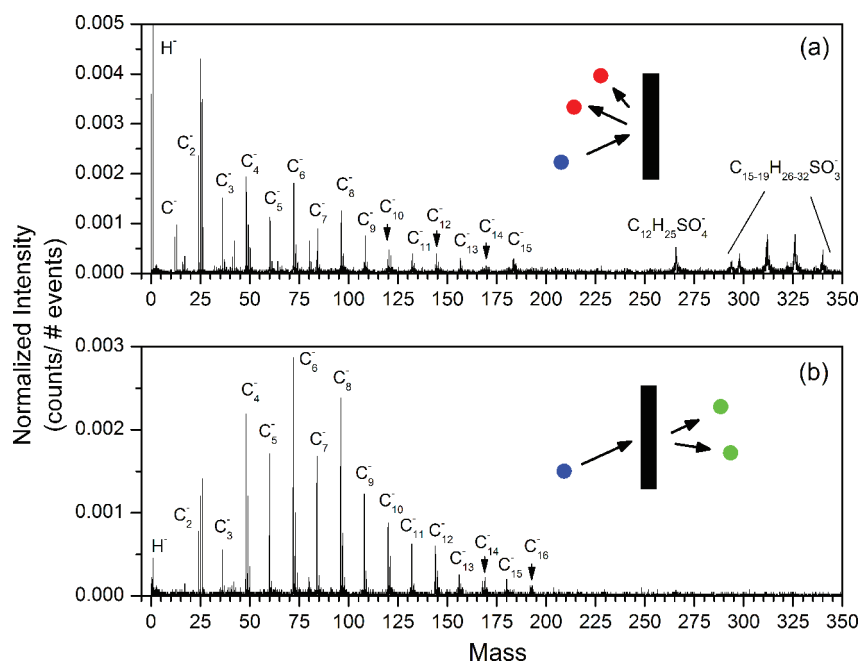 Normalized Intensity
(counts/ # events)
0.005
0.004
0.003
0.002
0.001
0.000
H⁻
C⁻
C₂⁻
C₃⁻
C₄⁻
C₅⁻
C₆⁻
C₇⁻
C₈⁻
C₉⁻
C₁₀⁻
C₁₁⁻
C₁₂⁻
C₁₃⁻
C₁₄⁻
C₁₅⁻
C₁₂H₂₅SO₄⁻
C₁₅₋₁₉H₂₆₋₃₂SO₃⁻
(a)
0 25 50 75 100 125 150 175 200 225 250 275 300 325 350
0.003
0.002
0.001
0.000
H⁻
C₂⁻
C₃⁻
C₄⁻
C₅⁻
C₆⁻
C₇⁻
C₈⁻
C₉⁻
C₁₀⁻
C₁₁⁻
C₁₂⁻
C₁₃⁻
C₁₄⁻
C₁₅⁻
C₁₆⁻
(b)
0 25 50 75 100 125 150 175 200 225 250 275 300 325 350
Mass